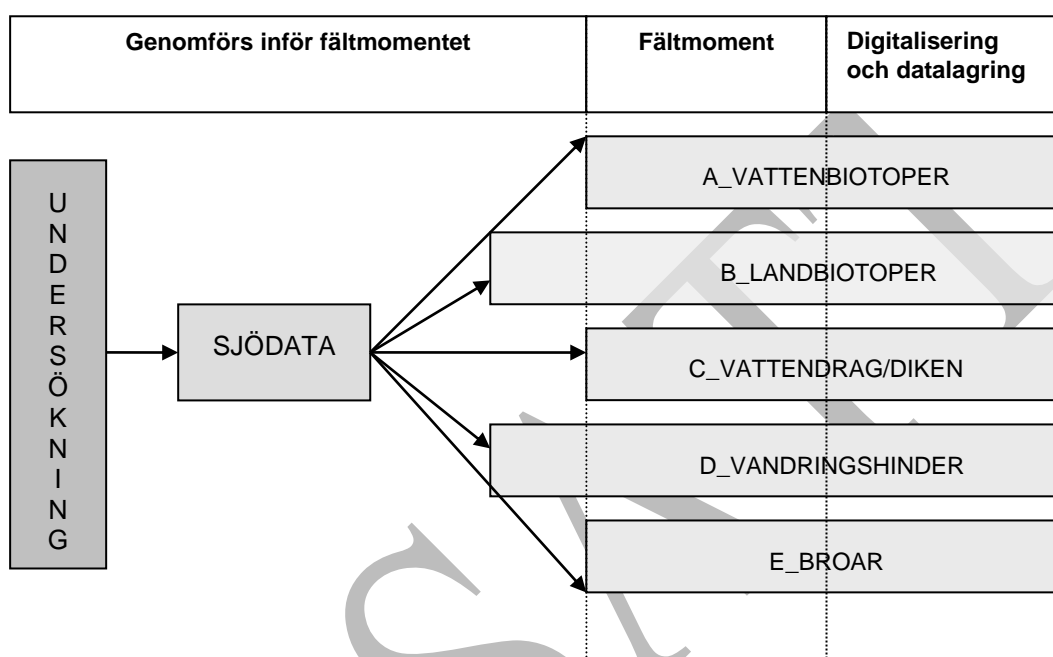 Genomförs inför fältmomentet
Fältmoment
Digitalisering
och datalagring
U
N
D
E
R
S
Ö
K
N
I
N
G
SJÖDATA
A_VATTENBIOTOPER
B_LANDBIOTOPER
C_VATTENDRAG/DIKEN
D_VANDRINGSHINDER
E_BROAR